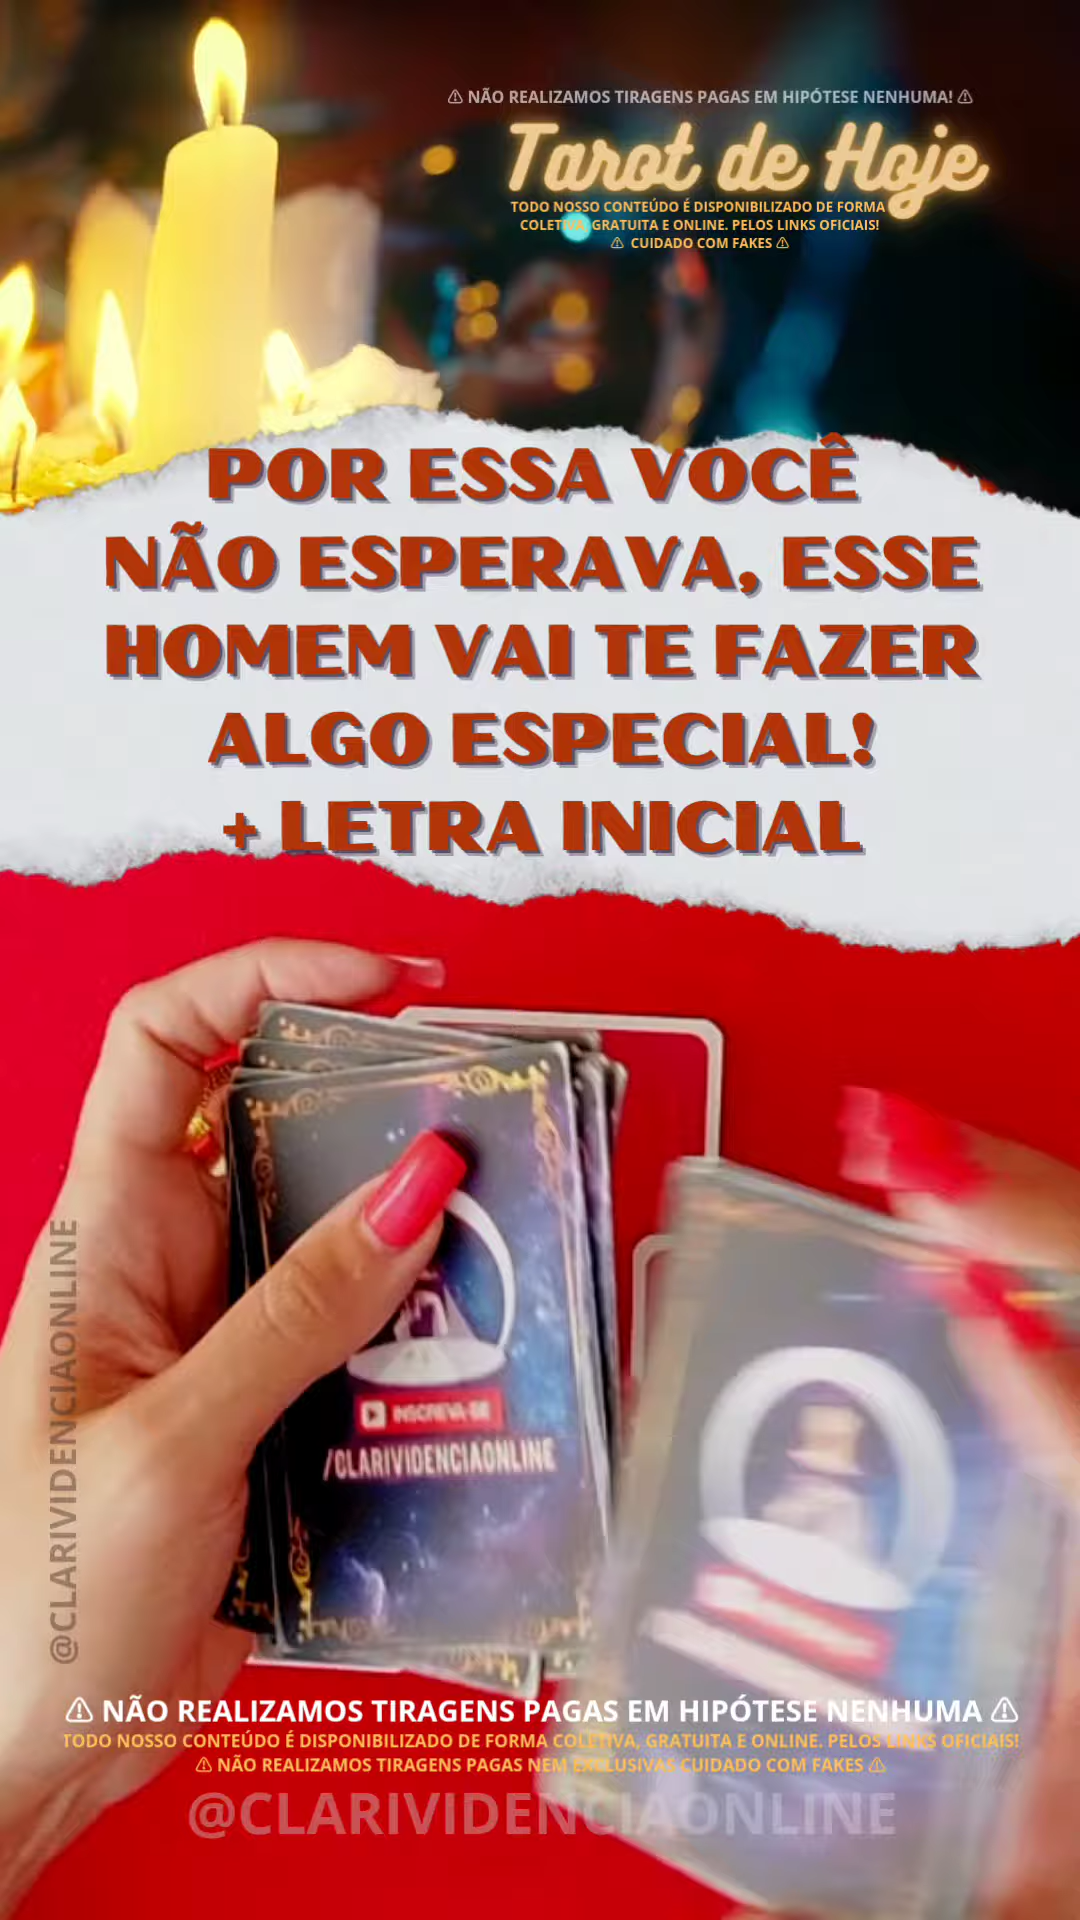 ⚠ NÃO REALIZAMOS TIRAGENS PAGAS EM HIPÓTESE NENHUMA! ⚠
Tarot de Hoje
TODO NOSSO CONTEÚDO É DISPONIBILIZADO DE FORMA
COLETIVA, GRATUITA E ONLINE. PELOS LINKS OFICIAIS!
⚠ CUIDADO COM FAKES ⚠
POR ESSA VOCÊ
NÃO ESPERAVA, ESSE
HOMEM VAI TE FAZER
ALGO ESPECIAL!
+ LETRA INICIAL
@CLARIVIDENCIAONLINE
INSCREVA-SE
/CLARIVIDENCIAONLINE
⚠ NÃO REALIZAMOS TIRAGENS PAGAS EM HIPÓTESE NENHUMA ⚠
TODO NOSSO CONTEÚDO É DISPONIBILIZADO DE FORMA COLETIVA, GRATUITA E ONLINE. PELOS LINKS OFICIAIS!
⚠ NÃO REALIZAMOS TIRAGENS PAGAS NEM EXCLUSIVAS CUIDADO COM FAKES ⚠
@CLARIVIDENCIAONLINE